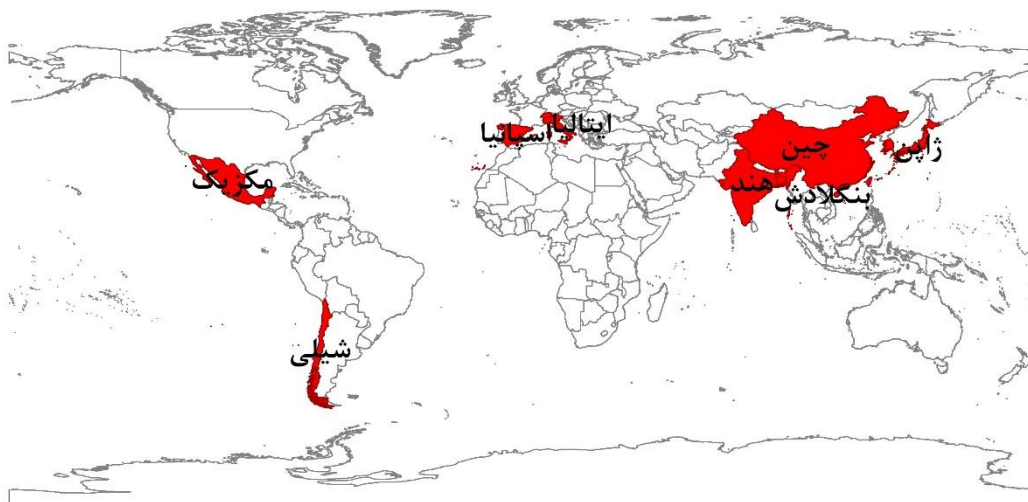 ایتالیا
اسپانیا
چین
ژاپن
هند
بنگلادش
مکزیک
شیلی